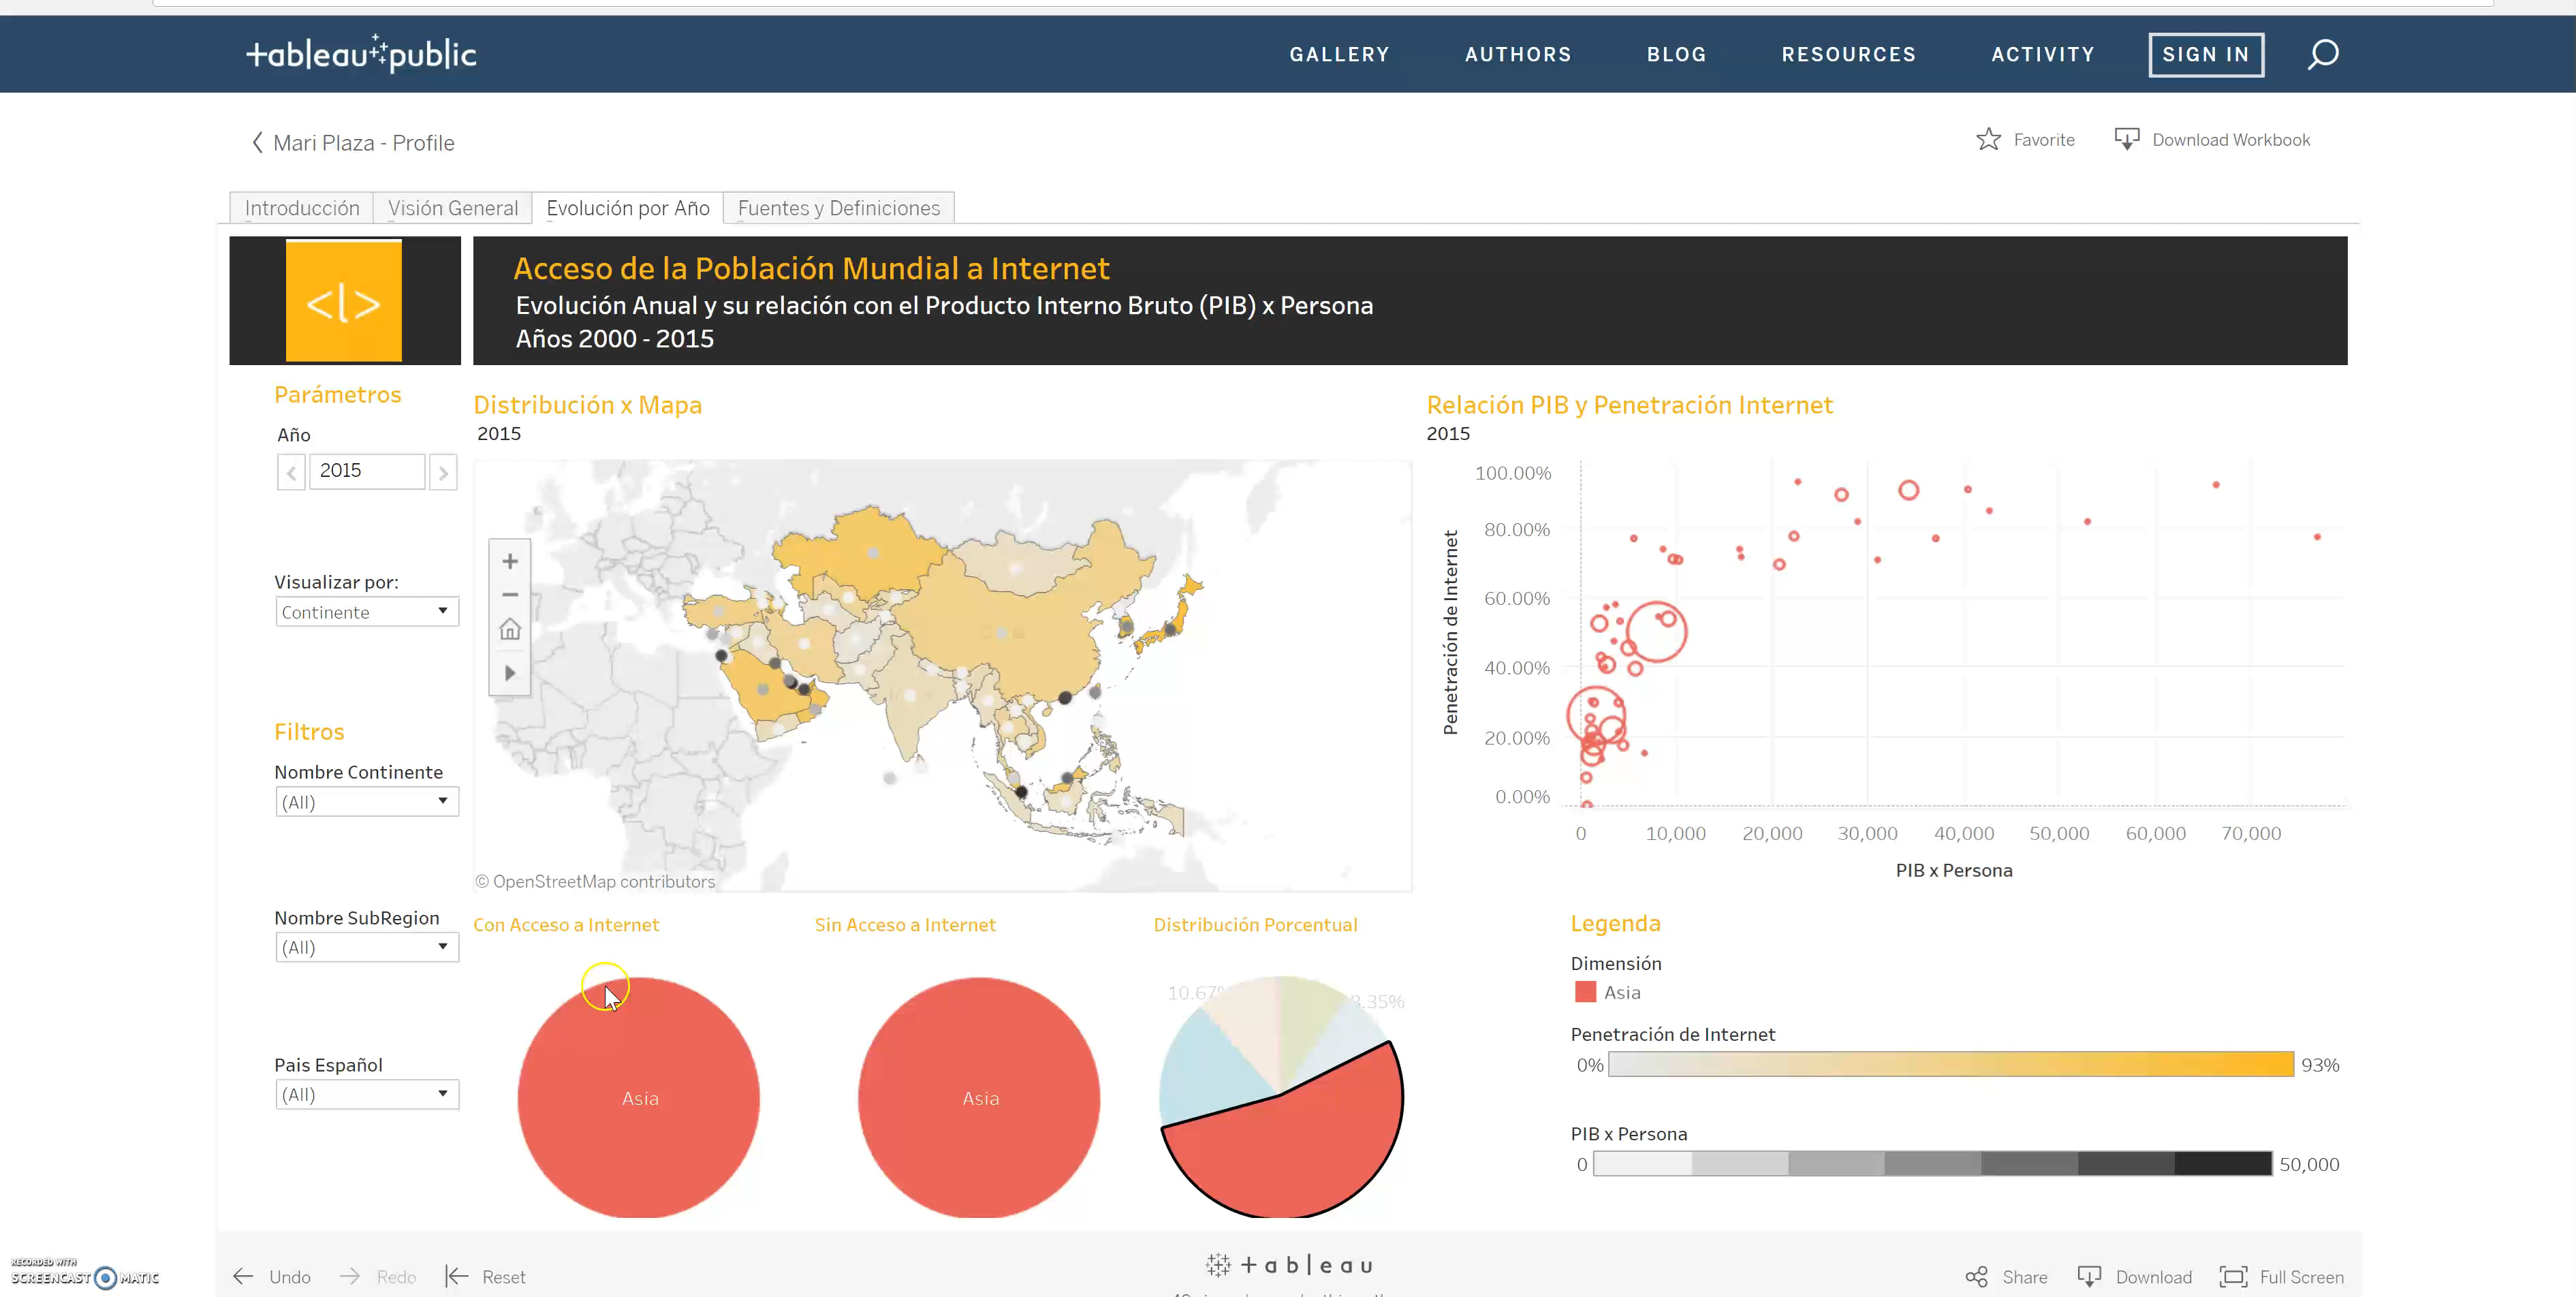 tableau public
GALLERY AUTHORS BLOG RESOURCES ACTIVITY SIGN IN
Mari Plaza - Profile
Favorite Download Workbook
Introducción Visión General Evolución por Año Fuentes y Definiciones
<|>
Acceso de la Población Mundial a Internet
Evolución Anual y su relación con el Producto Interno Bruto (PIB) x Persona
Años 2000 - 2015
Parámetros
Año
2015
Visualizar por:
Continente
Filtros
Nombre Continente
(All)
Nombre SubRegion
(All)
Pais Español
(All)
Distribución x Mapa
2015
© OpenStreetMap contributors
Relación PIB y Penetración Internet
2015
Penetración de Internet
100.00%
80.00%
60.00%
40.00%
20.00%
0.00%
0 10,000 20,000 30,000 40,000 50,000 60,000 70,000
PIB x Persona
Con Acceso a Internet
Asia
Sin Acceso a Internet
Asia
Distribución Porcentual
10.67%
8.35%
Legenda
Dimensión
Asia
Penetración de Internet
0% 93%
PIB x Persona
0 50,000
RECORDED WITH
SCREENCAST MATIC
Undo Redo Reset
tableau
Share Download Full Screen